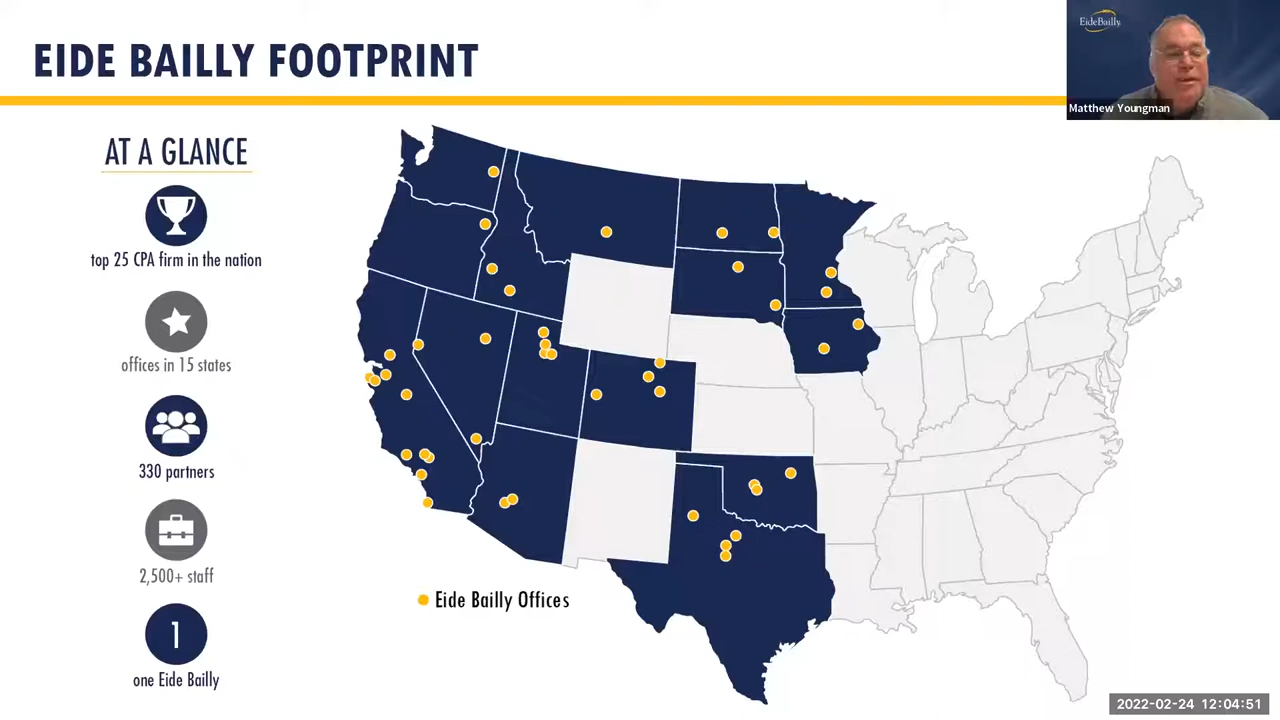 EIDE BAILLY FOOTPRINT
EideBailly
Matthew Youngman
AT A GLANCE
top 25 CPA firm in the nation
offices in 15 states
330 partners
2,500+ staff
1
one Eide Bailly
Eide Bailly Offices
2022-02-24 12:04:51